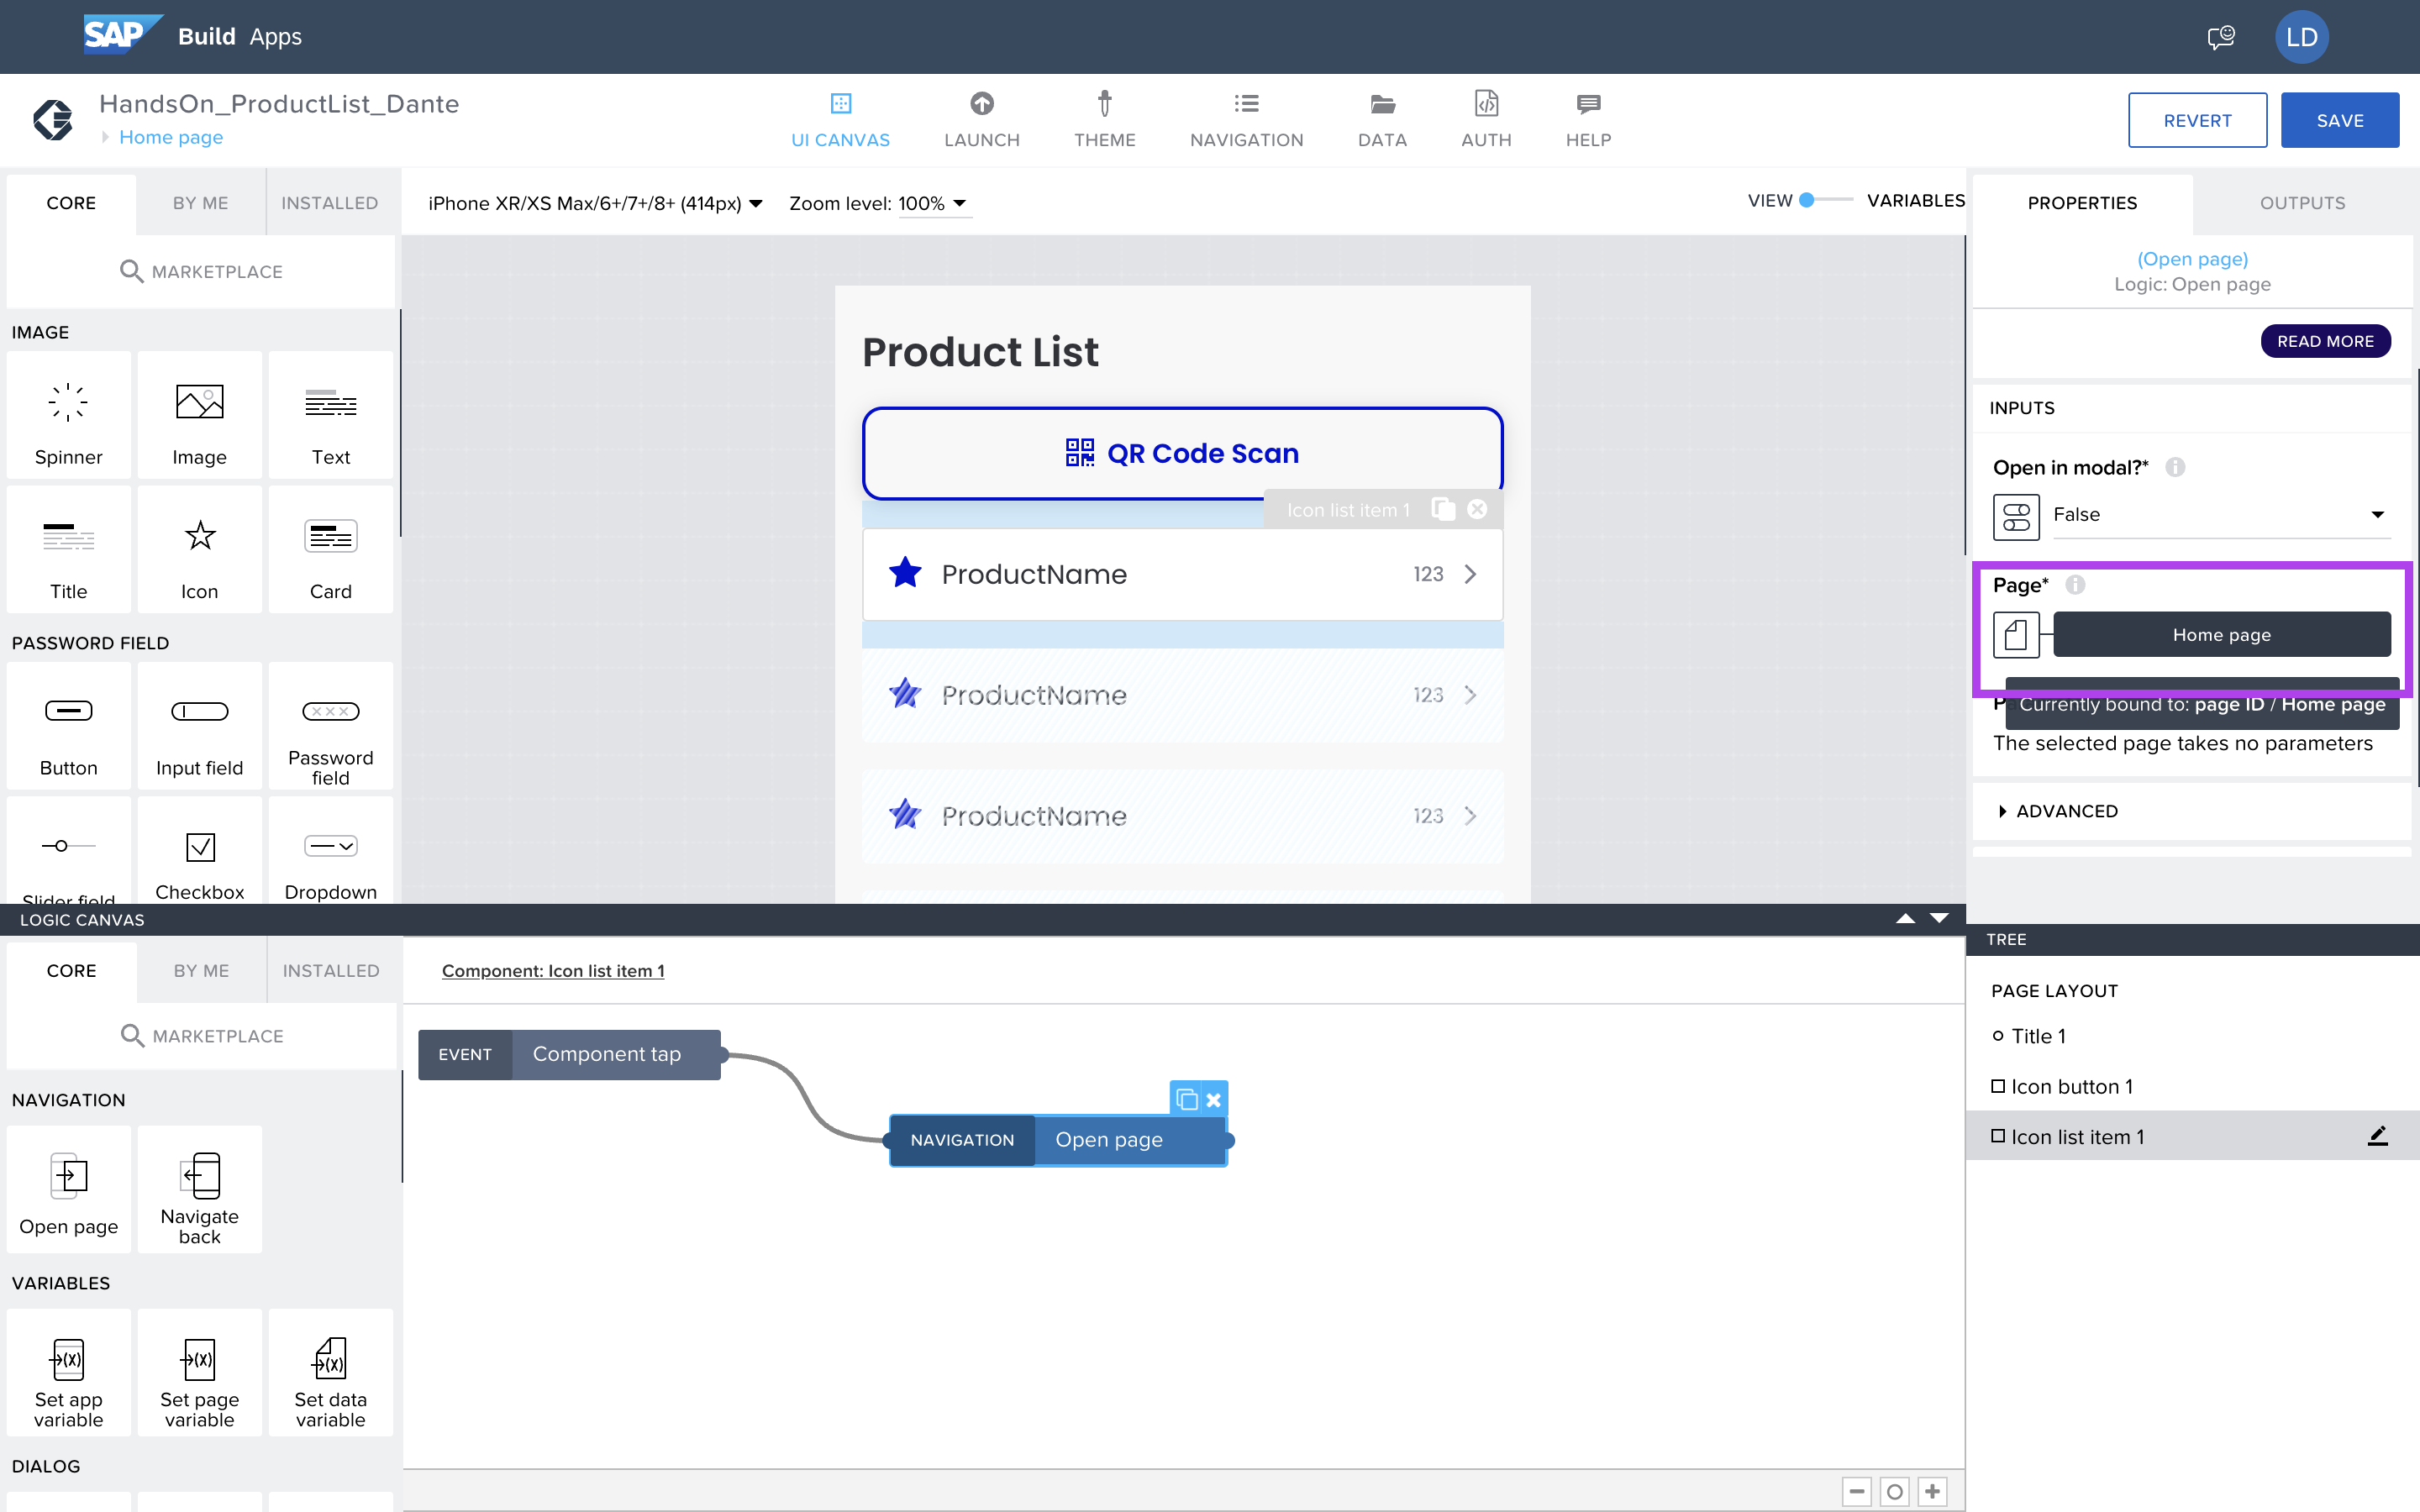 SAP Build Apps
LD
HandsOn_ProductList_Dante
Home page
UI CANVAS
LAUNCH
THEME
NAVIGATION
DATA
AUTH
HELP
REVERT
SAVE
CORE
BY ME
INSTALLED
MARKETPLACE
iPhone XR/XS Max/6+/7+/8+ (414px)
Zoom level: 100%
VIEW
VARIABLES
IMAGE
Spinner
Image
Text
Title
Icon
Card
PASSWORD FIELD
Button
Input field
Password
field
Slider field
Checkbox
Dropdown
Product List
QR Code Scan
Icon list item 1
ProductName 123
ProductName 123
ProductName 123
PROPERTIES
OUTPUTS
(Open page)
Logic: Open page
READ MORE
INPUTS
Open in modal?*
False
Page*
Home page
Currently bound to: page ID / Home page
The selected page takes no parameters
ADVANCED
LOGIC CANVAS
CORE
BY ME
INSTALLED
MARKETPLACE
NAVIGATION
Open page
Navigate
back
VARIABLES
Set app
variable
Set page
variable
Set data
variable
DIALOG
Component: Icon list item 1
EVENT Component tap
NAVIGATION Open page
TREE
PAGE LAYOUT
Title 1
Icon button 1
Icon list item 1